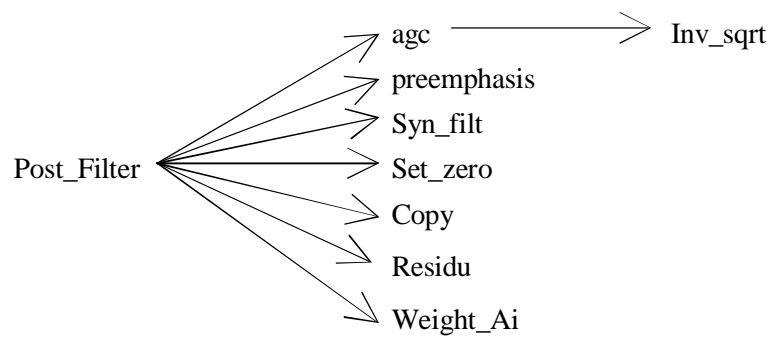 agc Inv_sqrt
preemphasis
Syn_filt
Post_Filter Set_zero
Copy
Residu
Weight_Ai